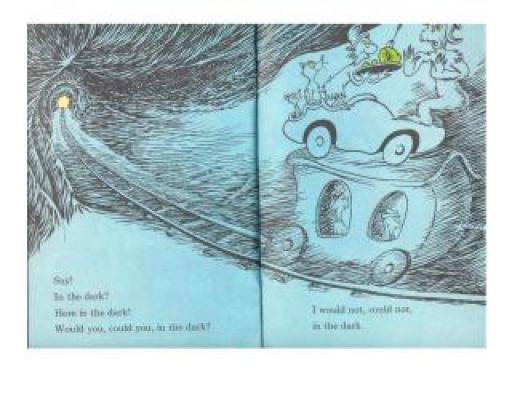 Say!
In the dark?
Here in the dark!
Would you, could you, in the dark?
I would not, could not,
in the dark.